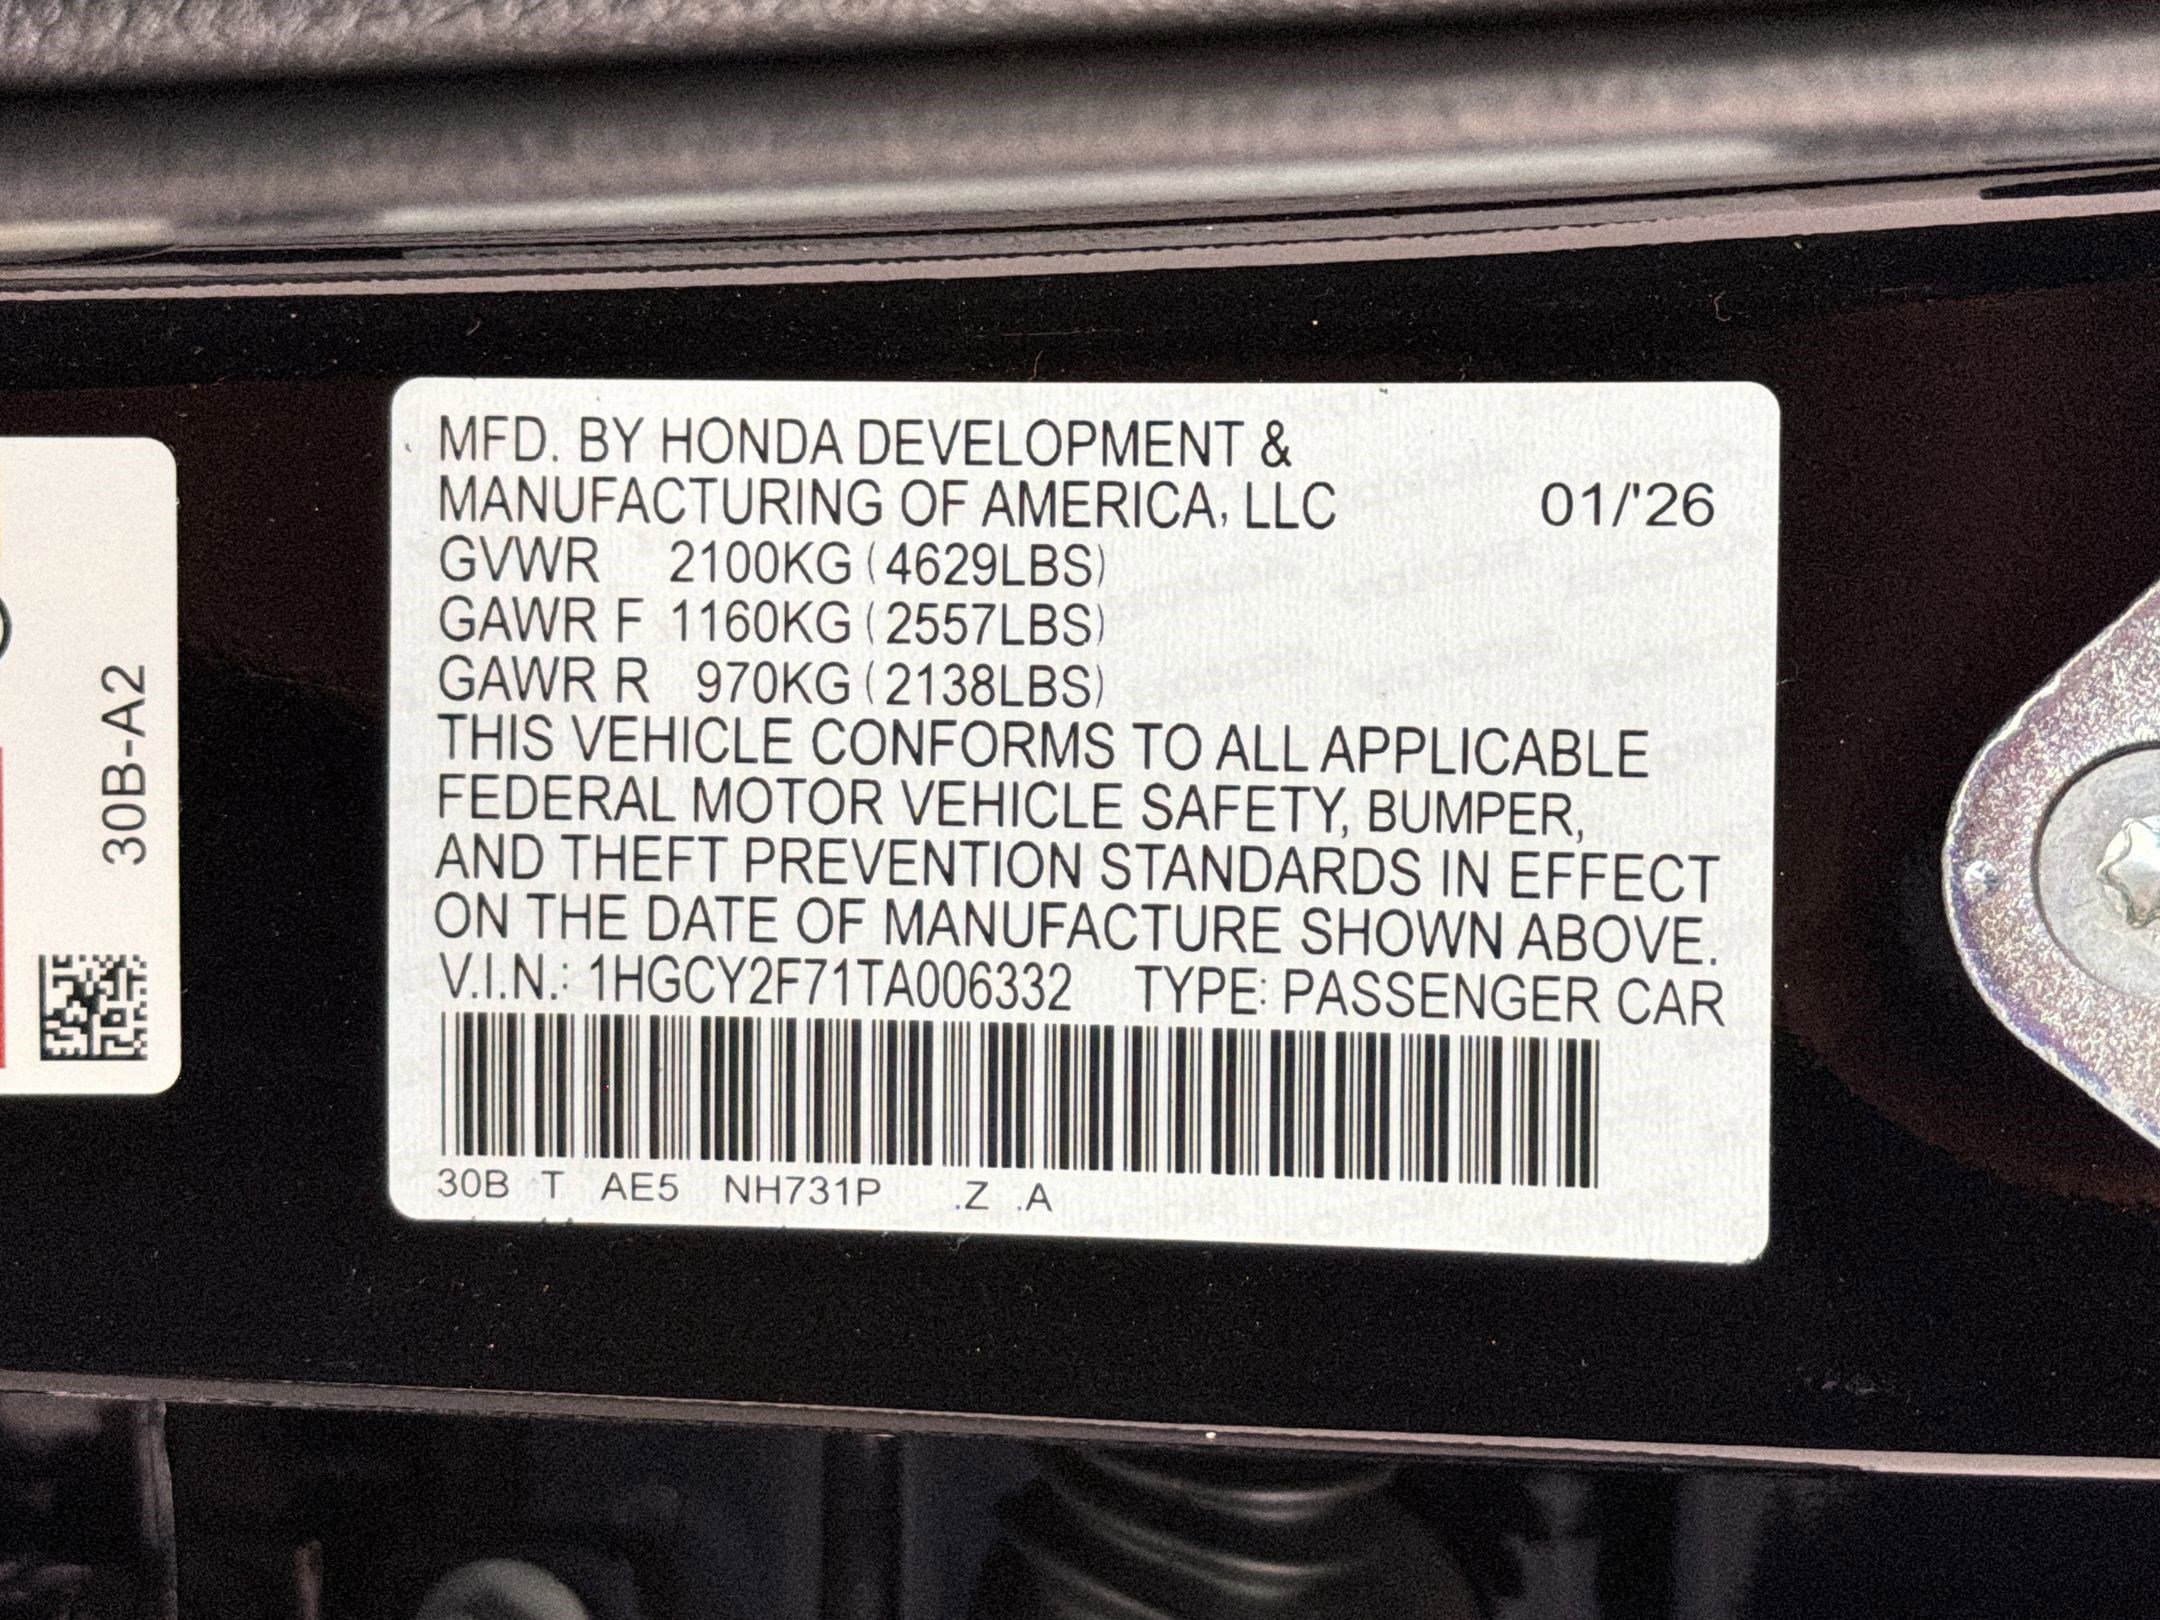 MFD. BY HONDA DEVELOPMENT &
MANUFACTURING OF AMERICA, LLC 01/'26
GVWR 2100KG (4629LBS)
GAWR F 1160KG (2557LBS)
GAWR R 970KG (2138LBS)
THIS VEHICLE CONFORMS TO ALL APPLICABLE
FEDERAL MOTOR VEHICLE SAFETY, BUMPER,
AND THEFT PREVENTION STANDARDS IN EFFECT
ON THE DATE OF MANUFACTURE SHOWN ABOVE.
V.I.N.: 1HGCY2F71TA006332 TYPE: PASSENGER CAR
30B T AE5 NH731P .Z .A
30B-A2